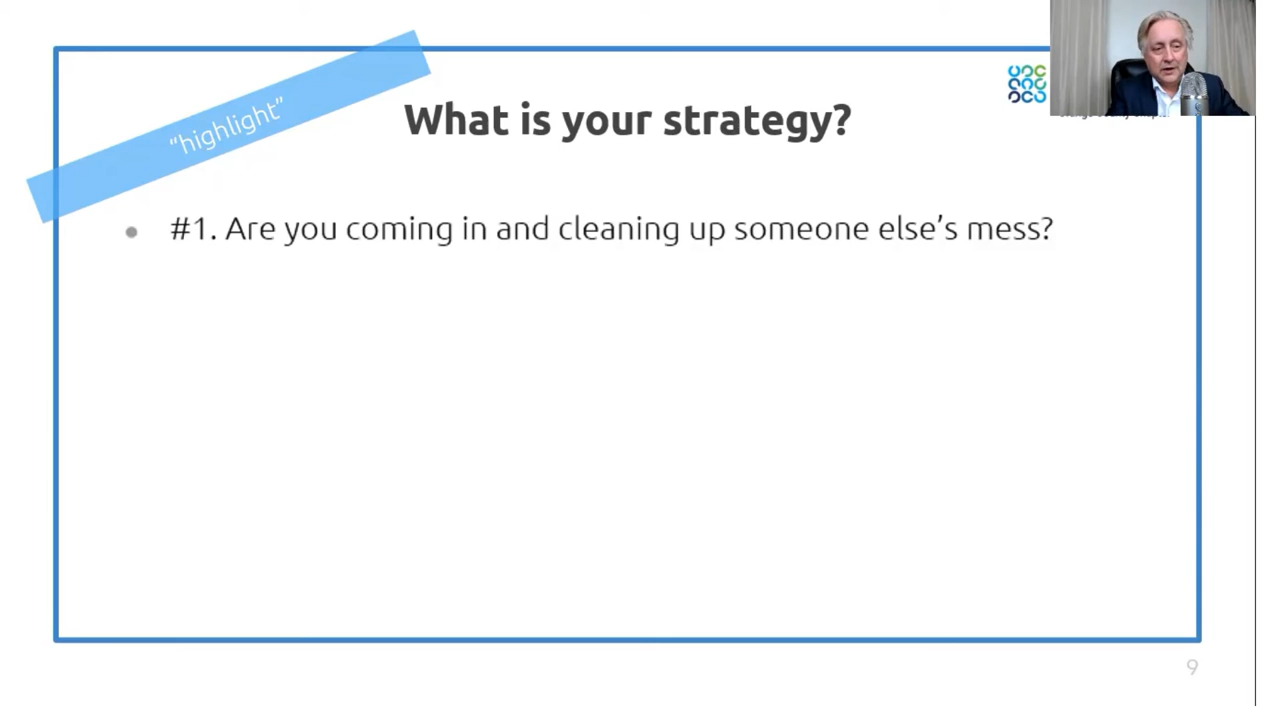 "highlight"
What is your strategy?
#1. Are you coming in and cleaning up someone else's mess?
9